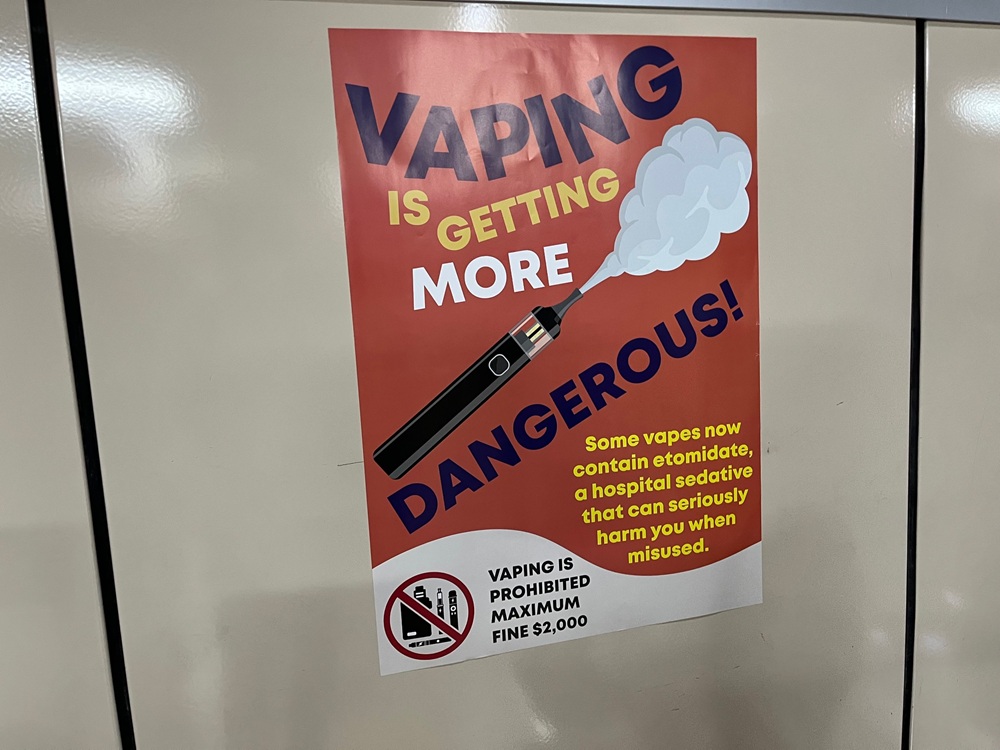 VAPING
IS GETTING
MORE
DANGEROUS!
Some vapes now
contain etomidate,
a hospital sedative
that can seriously
harm you when
misused.
VAPING IS
PROHIBITED
MAXIMUM
FINE $2,000